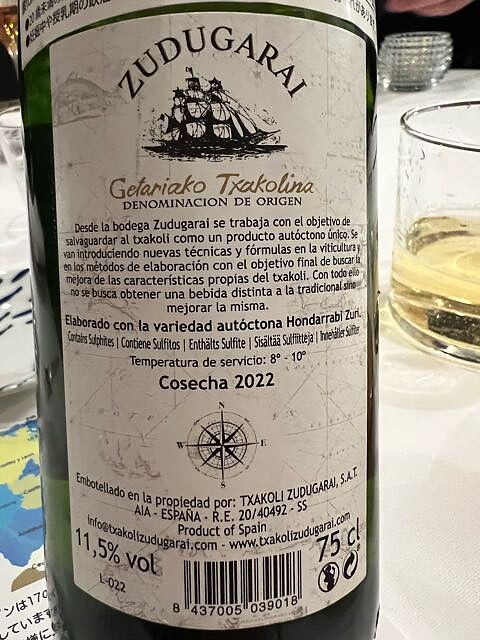 ZUDUGARAI
Getariako Txakolina
DENOMINACION DE ORIGEN
Desde la bodega Zudugarai se trabaja con el objetivo de
salvaguardar al txakoli como un producto autóctono único. Se
van introduciendo nuevas técnicas y fórmulas en la viticultura y
en los métodos de elaboración con el objetivo final de buscar la
mejora de las características propias del txakoli. Con todo ello
no se busca obtener una bebida distinta a la tradicional sino
mejorar la misma.
Elaborado con la variedad autóctona Hondarrabi Zuri.
Contains Sulphites | Contiene Sulfitos | Enthälts Sulfite | Sisältää Sulfiitteja | Innehåller Sulfiter
Temperatura de servicio: 8º - 10º
Cosecha 2022
N
W E
S
Embotellado en la propiedad por: TXAKOLI ZUDUGARAI, S.A.T.
AIA - ESPAÑA - R.E. 20/40492 - SS
Product of Spain
info@txakolizudugarai.com - www.txakolizudugarai.com
11,5% vol
75 cl
L-022
8 437005 039018